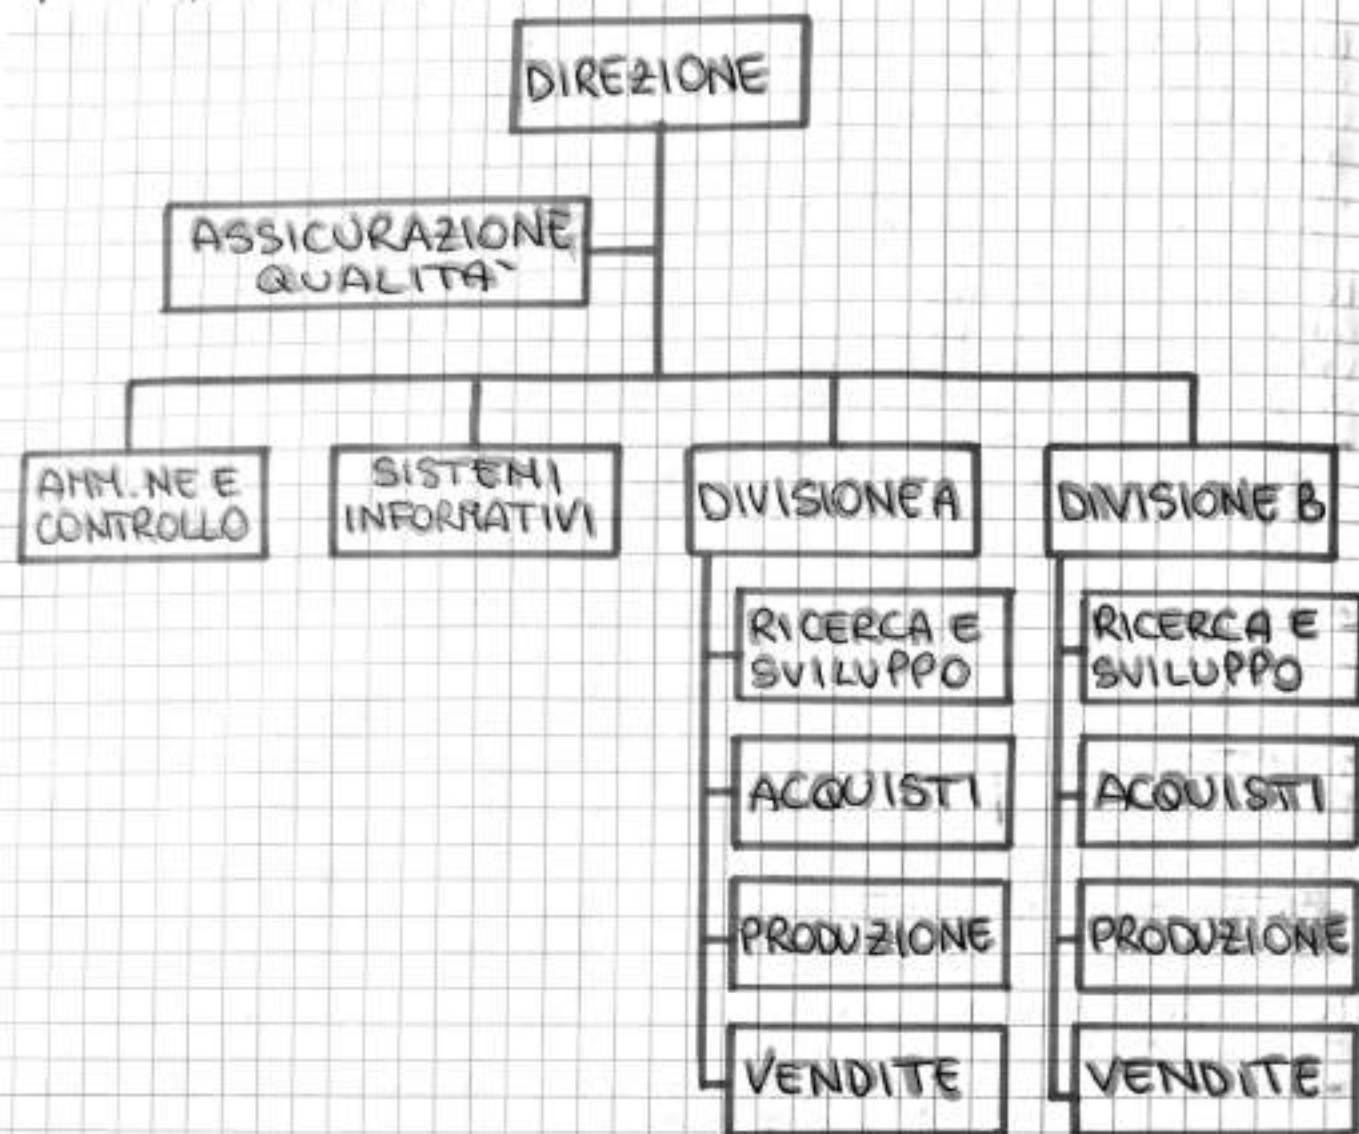 DIREZIONE
ASSICURAZIONE
QUALITA`
AMM.NE E
CONTROLLO
SISTEMI
INFORMATIVI
DIVISIONE A
DIVISIONE B
RICERCA E
SVILUPPO
ACQUISTI
PRODUZIONE
VENDITE
RICERCA E
SVILUPPO
ACQUISTI
PRODUZIONE
VENDITE